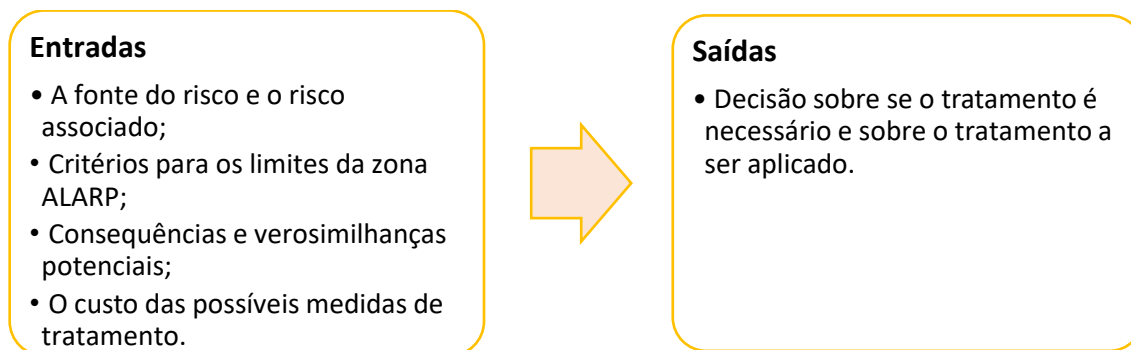 Entradas
• A fonte do risco e o risco
associado;
• Critérios para os limites da zona
ALARP;
• Consequências e verosimilhanças
potenciais;
• O custo das possíveis medidas de
tratamento.
Saídas
• Decisão sobre se o tratamento é
necessário e sobre o tratamento a
ser aplicado.